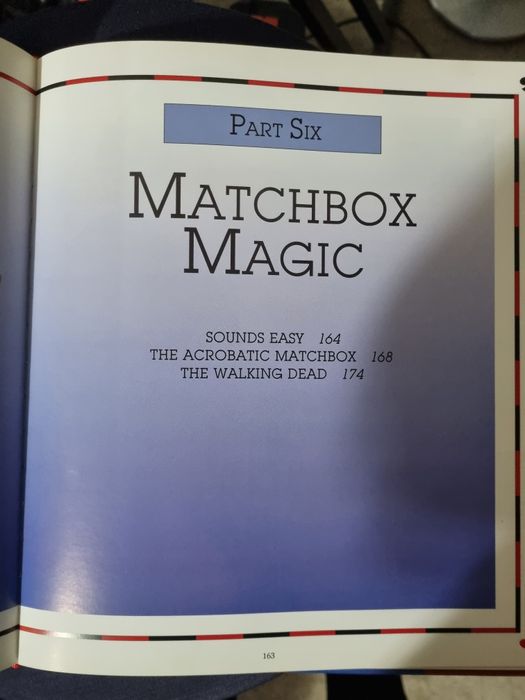 PART SIX
MATCHBOX
MAGIC
SOUNDS EASY 164
THE ACROBATIC MATCHBOX 168
THE WALKING DEAD 174
163